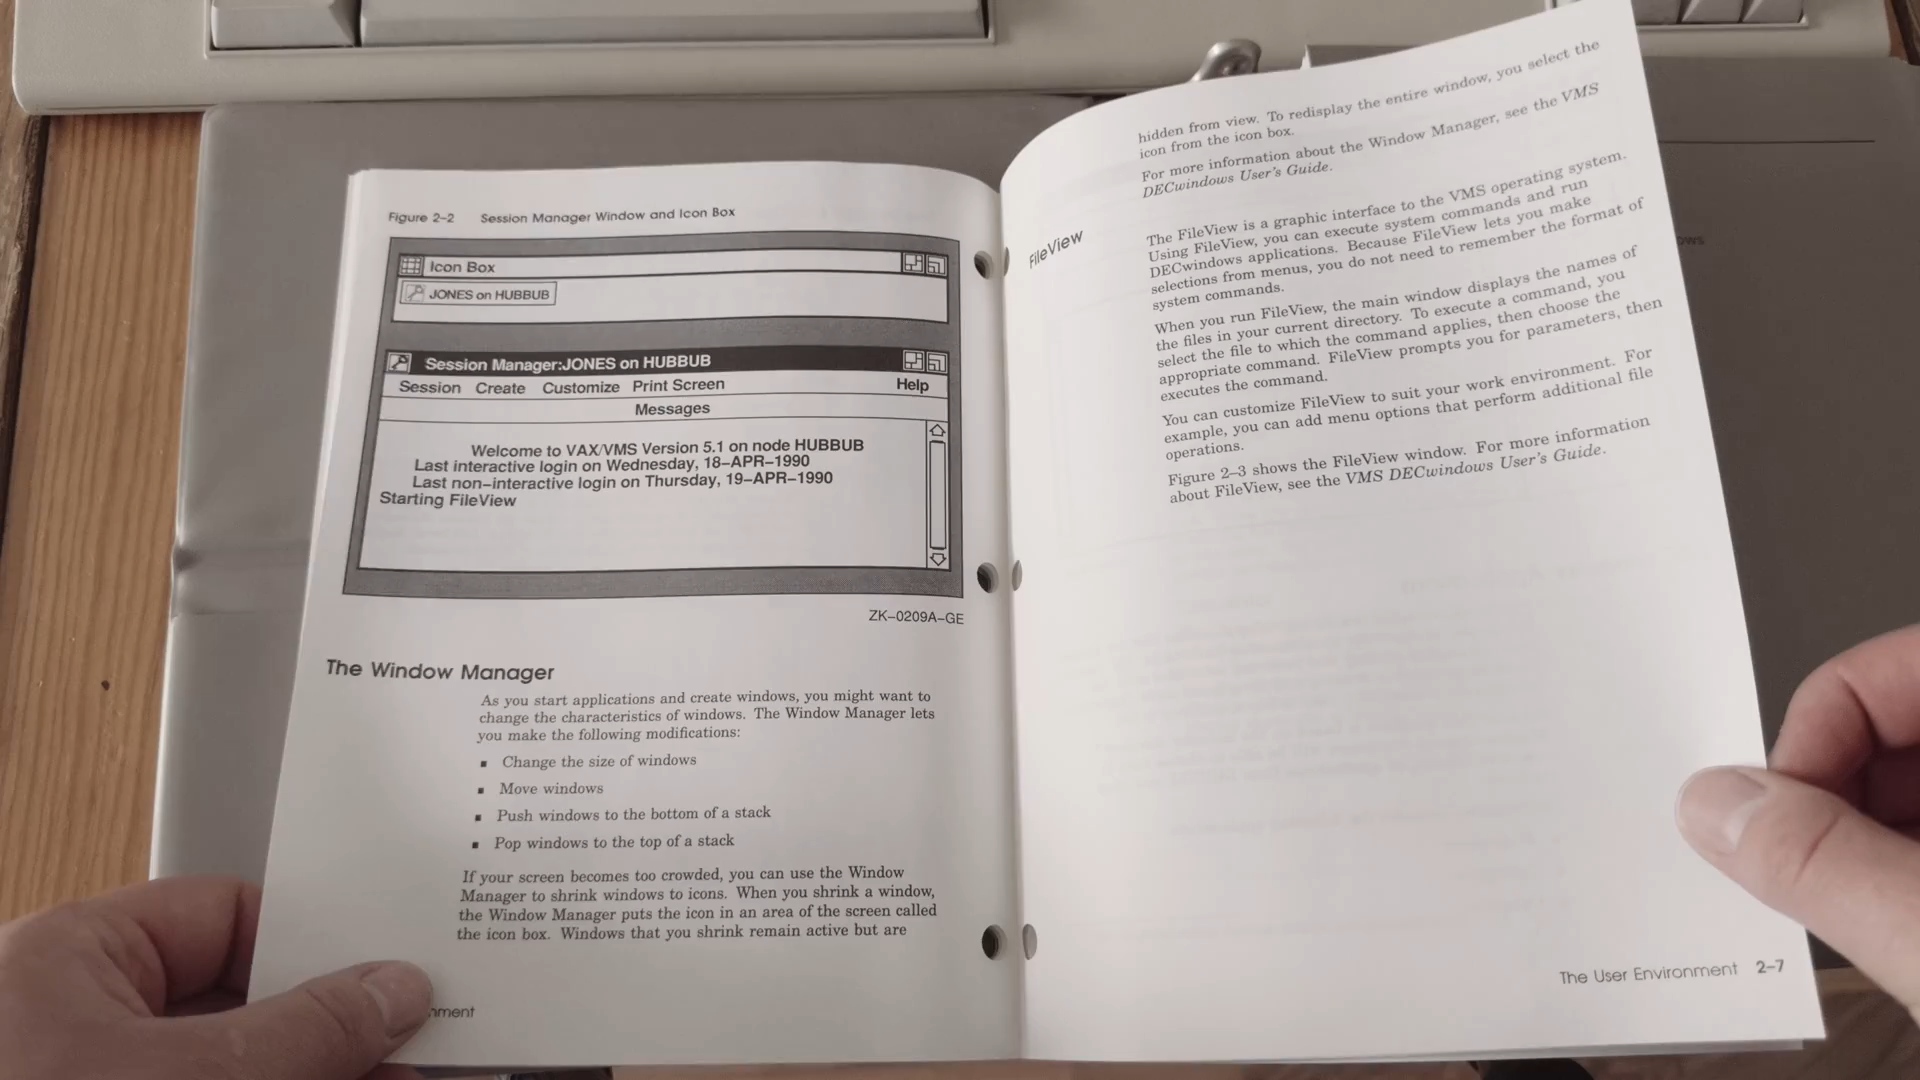 Figure 2–2 Session Manager Window and Icon Box
Icon Box
JONES on HUBBUB
Session Manager:JONES on HUBBUB
Session Create Customize Print Screen Help
Messages
Welcome to VAX/VMS Version 5.1 on node HUBBUB
Last interactive login on Wednesday, 18–APR–1990
Last non–interactive login on Thursday, 19–APR–1990
Starting FileView
ZK–0209A–GE
The Window Manager
As you start applications and create windows, you might want to
change the characteristics of windows. The Window Manager lets
you make the following modifications:
▪ Change the size of windows
▪ Move windows
▪ Push windows to the bottom of a stack
▪ Pop windows to the top of a stack
If your screen becomes too crowded, you can use the Window
Manager to shrink windows to icons. When you shrink a window,
the Window Manager puts the icon in an area of the screen called
the icon box. Windows that you shrink remain active but are
nment
hidden from view. To redisplay the entire window, you select the
icon from the icon box.
For more information about the Window Manager, see the VMS
DECwindows User's Guide.
FileView
The FileView is a graphic interface to the VMS operating system.
Using FileView, you can execute system commands and run
DECwindows applications. Because FileView lets you make
selections from menus, you do not need to remember the format of
system commands.
When you run FileView, the main window displays the names of
the files in your current directory. To execute a command, you
select the file to which the command applies, then choose the
appropriate command. FileView prompts you for parameters, then
executes the command.
You can customize FileView to suit your work environment. For
example, you can add menu options that perform additional file
operations.
Figure 2–3 shows the FileView window. For more information
about FileView, see the VMS DECwindows User's Guide.
The User Environment 2–7